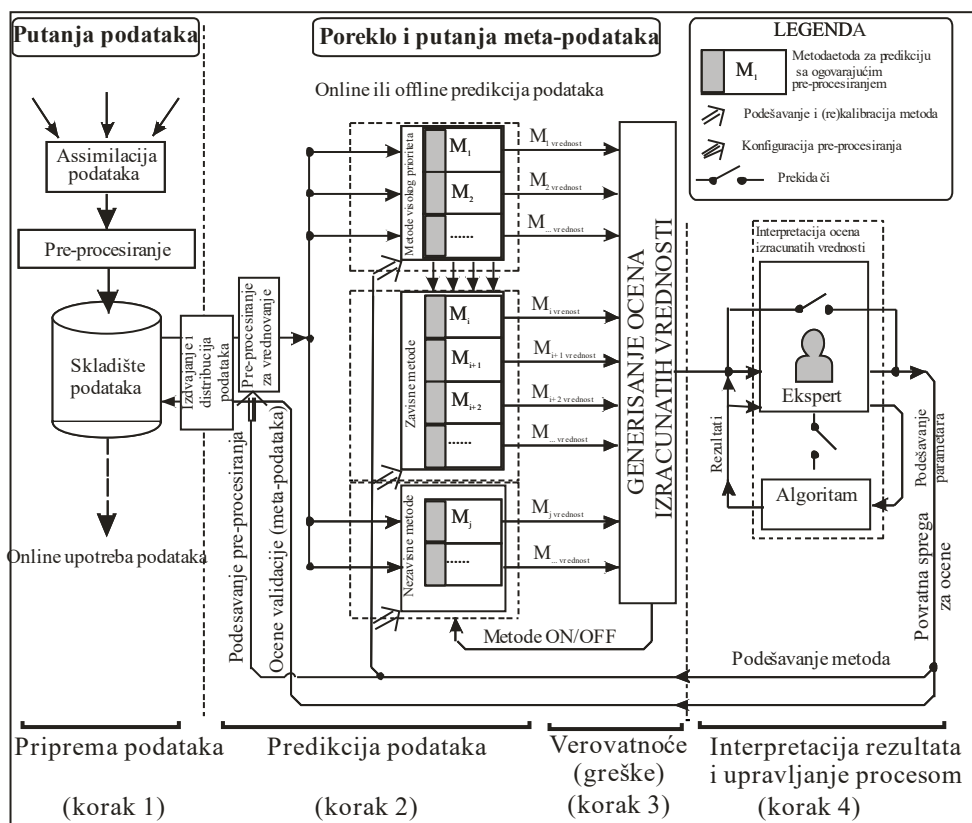 Putanja podataka
Poreklo i putanja meta-podataka
LEGENDA
M1
Metodaetoda za predikciju
sa ogovarajućim
pre-procesiranjem
Podešavanje i (re)kalibracija metoda
Konfiguracija pre-procesiranja
Prekidači
Online ili offline predikcija podataka
Assimilacija
podataka
Pre-procesiranje
Skladište
podataka
Online upotreba podataka
Izdvajanje i
distribucija
podataka
Pre-procesiranje
za vrednovanje
Podesavanje pre-procesiranja
Ocene validacije (meta-podataka)
Metode visokog prioriteta
M1
M2
......
M1 vrednost
M2 vrednost
M... vrednost
Zavisne metode
Mi
Mi+1
Mi+2
......
Mi vrenost
Mi+1 vrednost
Mi+2 vrednost
M... vrednost
Nezavisne metode
Mj
......
Mj vrednost
M... vrednost
Metode ON/OFF
GENERISANJE OCENA
IZRACUNATIH VREDNOSTI
Interpretacija ocena
izracunatih vrednosti
Ekspert
Algoritam
Rezultati
Podešavanje
parametara
Povratna sprega
za ocene
Podešavanje metoda
Priprema podataka
(korak 1)
Predikcija podataka
(korak 2)
Verovatnoće
(greške)
(korak 3)
Interpretacija rezultata
i upravljanje procesom
(korak 4)